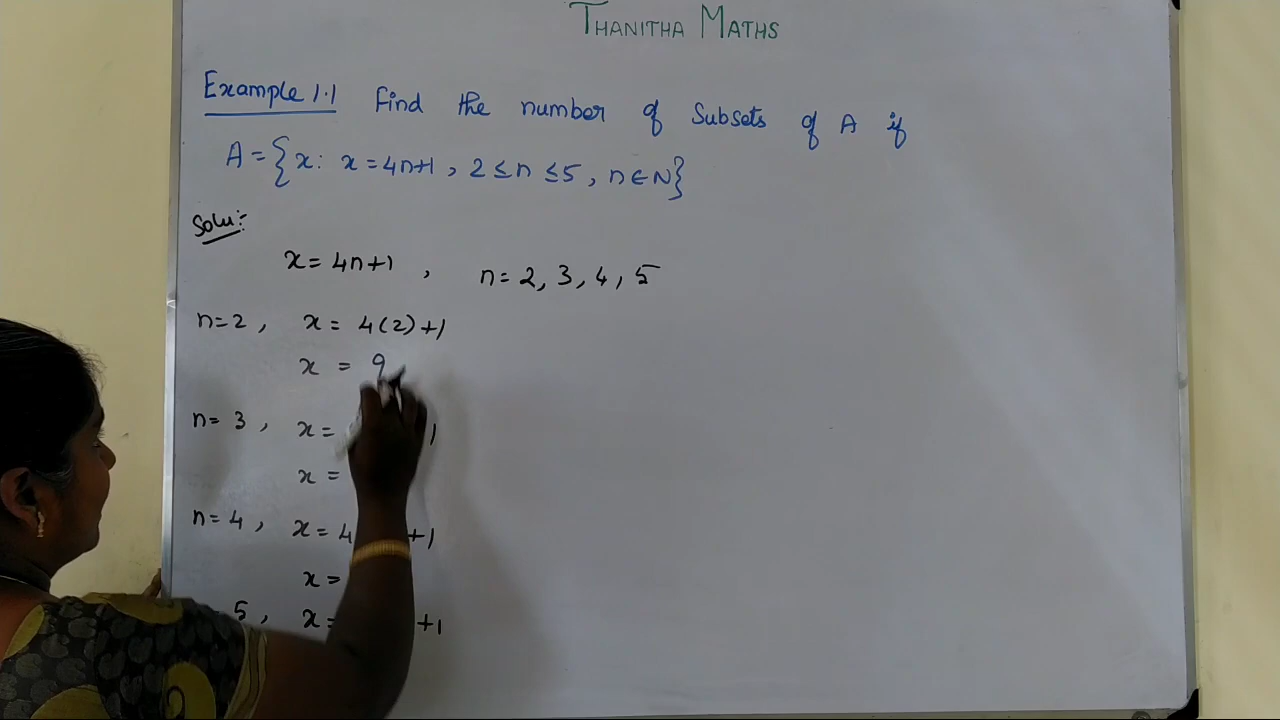 THANITHA MATHS
Example 1.1 Find the number of Subsets of A if
A = {x : x = 4n+1 , 2 ≤ n ≤ 5 , n ∈ N}
Solu:-
x = 4n+1 , n = 2, 3, 4, 5
n=2 , x = 4(2)+1
x = 9
n= 3 , x = 1
x =
n= 4 , x = 4 +1
x =
5 , x = +1